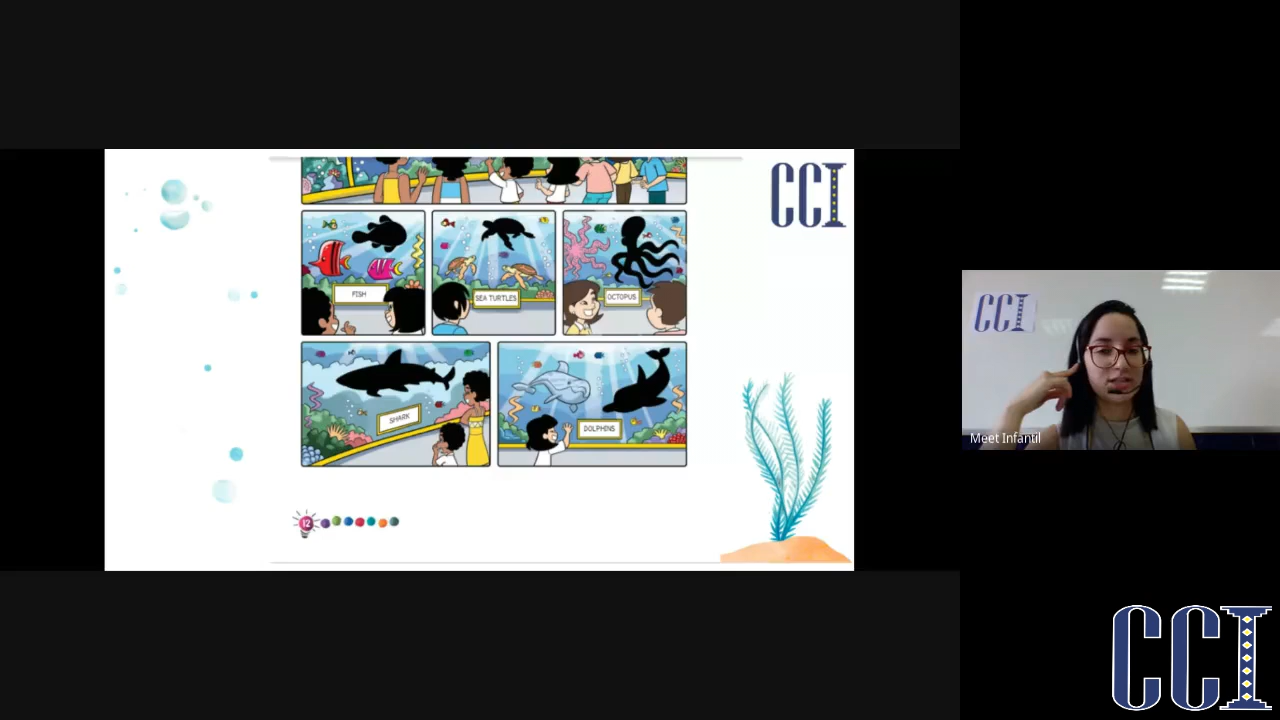 CCI
FISH
SEA TURTLES
OCTOPUS
SHARK
DOLPHINS
12
CCI
Meet Infantil
CCI